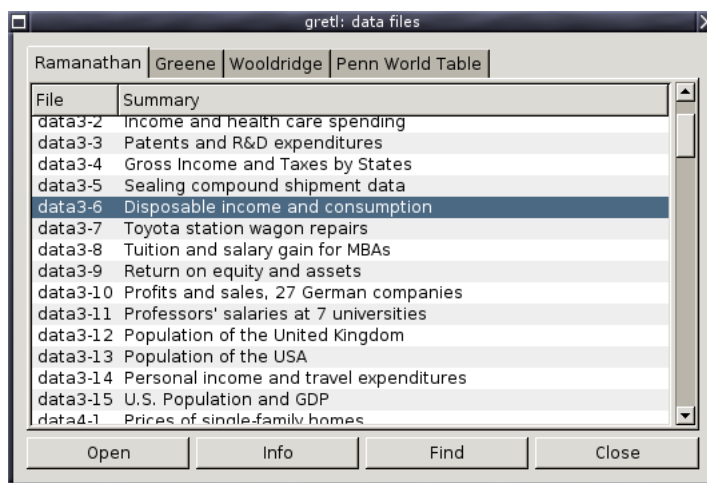 gretl: data files
Ramanathan Greene Wooldridge Penn World Table
File Summary
data3-2 Income and health care spending
data3-3 Patents and R&D expenditures
data3-4 Gross Income and Taxes by States
data3-5 Sealing compound shipment data
data3-6 Disposable income and consumption
data3-7 Toyota station wagon repairs
data3-8 Tuition and salary gain for MBAs
data3-9 Return on equity and assets
data3-10 Profits and sales, 27 German companies
data3-11 Professors' salaries at 7 universities
data3-12 Population of the United Kingdom
data3-13 Population of the USA
data3-14 Personal income and travel expenditures
data3-15 U.S. Population and GDP
data4-1 Prices of single-family homes
Open Info Find Close